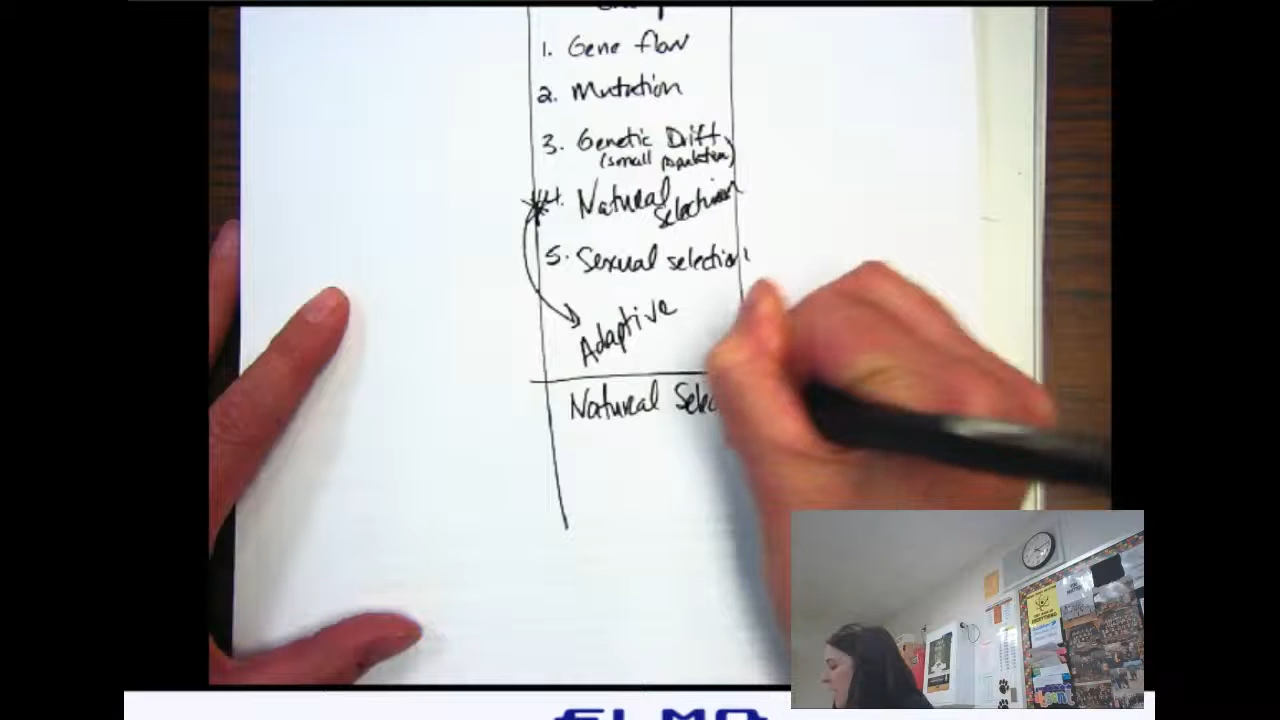 1. Gene flow
2. Mutation
3. Genetic Drift
(small population)
4. Natural
selection
5. Sexual selection
Adaptive
Natural Selec
ELMO